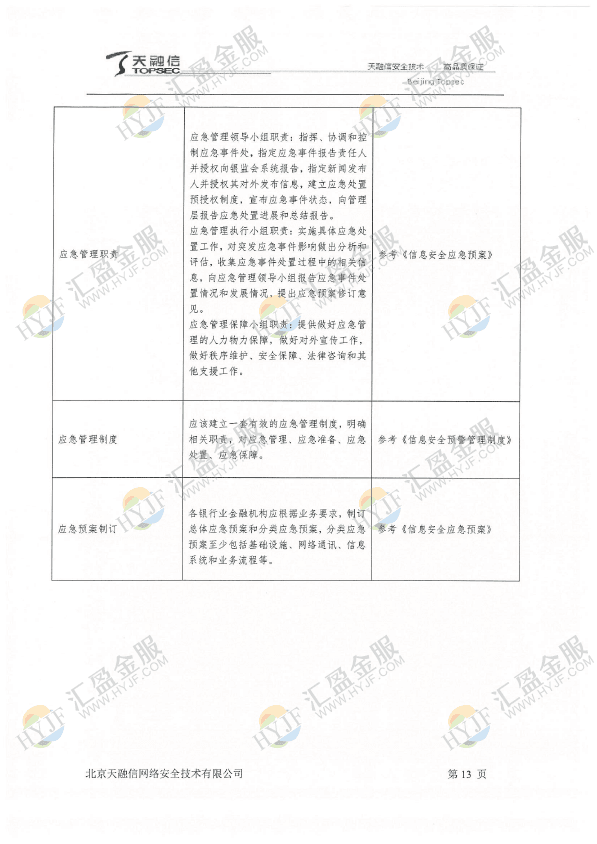 天融信
TOPSEC
天融信安全技术 高品质保证
—Beijing Topsec
应急管理职责
应急管理领导小组职责：指挥、协调和控
制应急事件处，指定应急事件报告责任人
并授权向银监会系统报告，指定新闻发布
人并授权其对外发布信息，建立应急处置
预授权制度，宣布应急事件状态，向管理
层报告应急处置进展和总结报告。
应急管理执行小组职责：实施具体应急处
置工作，对突发应急事件影响做出分析和
评估，收集应急事件处置过程中的相关信
息，向应急管理领导小组报告应急事件处
置情况和发展情况，提出应急预案修订意
见。
应急管理保障小组职责：提供做好应急管
理的人力物力保障，做好对外宣传工作，
做好秩序维护、安全保障、法律咨询和其
他支援工作。
参考《信息安全应急预案》
应急管理制度
应该建立一套有效的应急管理制度，明确
相关职责，对应急管理、应急准备、应急
处置、应急保障。
参考《信息安全预警管理制度》
应急预案制订
各银行业金融机构应根据业务要求，制订
总体应急预案和分类应急预案，分类应急
预案至少包括基础设施、网络通讯、信息
系统和业务流程等。
参考《信息安全应急预案》
北京天融信网络安全技术有限公司 第 13 页
HYJF 汇盈金服
WWW.HYJF.COM